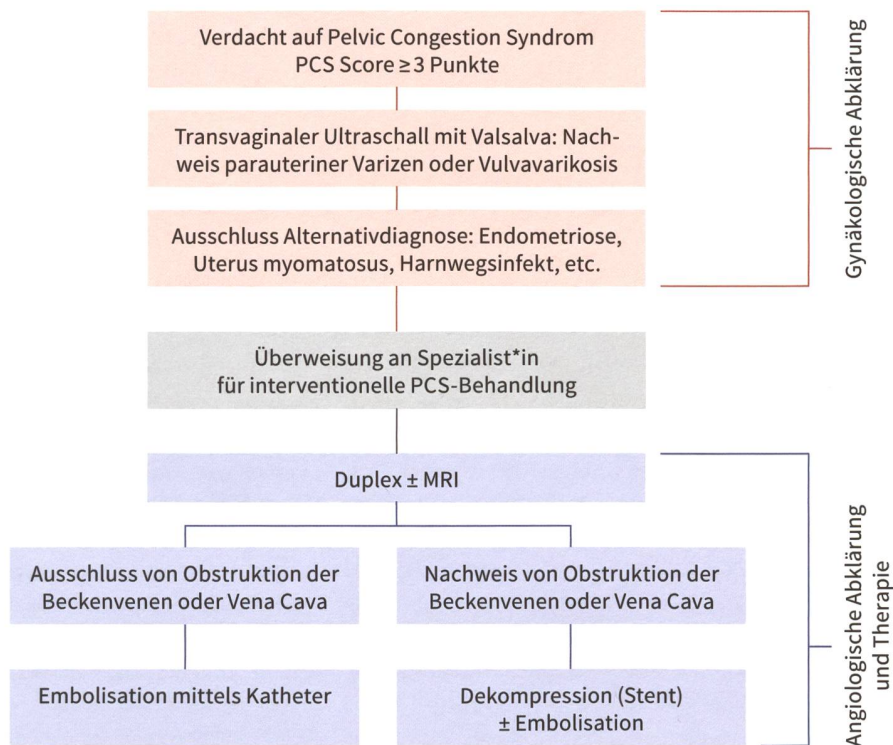 Verdacht auf Pelvic Congestion Syndrom
PCS Score ≥ 3 Punkte
Transvaginaler Ultraschall mit Valsalva: Nach-
weis parauteriner Varizen oder Vulvavarikosis
Ausschluss Alternativdiagnose: Endometriose,
Uterus myomatosus, Harnwegsinfekt, etc.
Gynäkologische Abklärung
Überweisung an Spezialist*in
für interventionelle PCS-Behandlung
Duplex ± MRI
Ausschluss von Obstruktion der
Beckenvenen oder Vena Cava
Nachweis von Obstruktion der
Beckenvenen oder Vena Cava
Embolisation mittels Katheter
Dekompression (Stent)
± Embolisation
Angiologische Abklärung
und Therapie